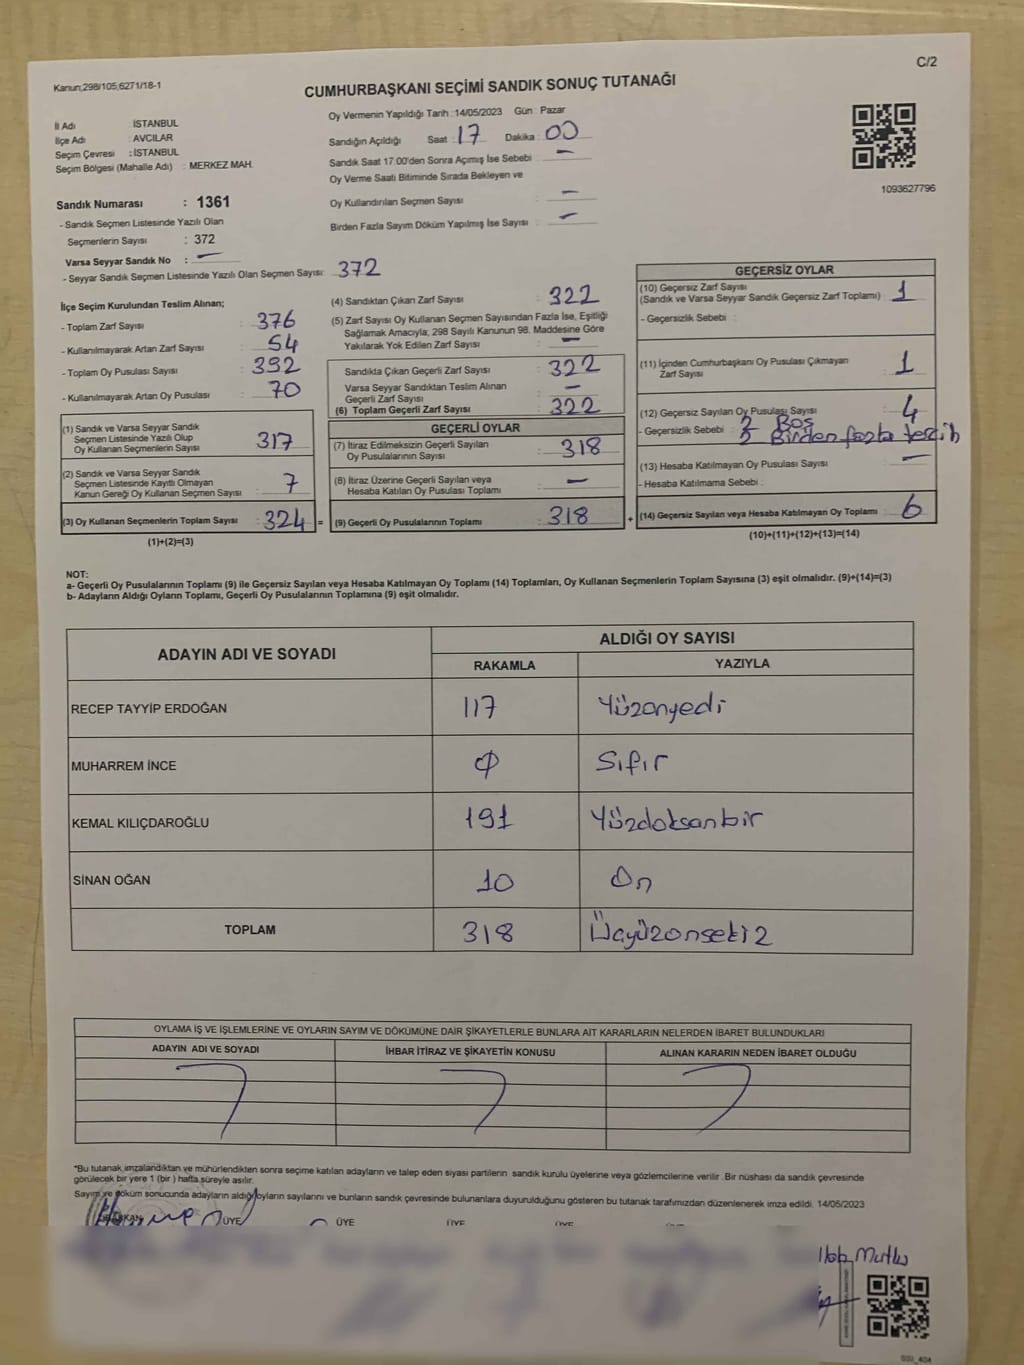 Kanun;298/105,6271/18-1
C/2
CUMHURBAŞKANI SEÇİMİ SANDIK SONUÇ TUTANAĞI
İl Adı : İSTANBUL
İlçe Adı : AVCILAR
Seçim Çevresi : İSTANBUL
Seçim Bölgesi (Mahalle Adı) : MERKEZ MAH.
Oy Vermenin Yapıldığı Tarih :14/05/2023 Gün : Pazar
Sandığın Açıldığı Saat : 17 Dakika : 00
Sandık Saat 17:00'den Sonra Açımış İse Sebebi : —
Oy Verme Saati Bitiminde Sırada Bekleyen ve
Oy Kullandırılan Seçmen Sayısı : —
Birden Fazla Sayım Döküm Yapılmış İse Sayısı : —
1093627796
Sandık Numarası : 1361
- Sandık Seçmen Listesinde Yazılı Olan
Seçmenlerin Sayısı : 372
Varsa Seyyar Sandık No : —
- Seyyar Sandık Seçmen Listesinde Yazılı Olan Seçmen Sayısı: 372
İlçe Seçim Kurulundan Teslim Alınan;
- Toplam Zarf Sayısı : 376
- Kullanılmayarak Artan Zarf Sayısı : 54
- Toplam Oy Pusulası Sayısı : 392
- Kullanılmayarak Artan Oy Pusulası : 70
(1) Sandık ve Varsa Seyyar Sandık
Seçmen Listesinde Yazılı Olup
Oy Kullanan Seçmenlerin Sayısı : 317
(2) Sandık ve Varsa Seyyar Sandık
Seçmen Listesinde Kayıtlı Olmayan
Kanun Gereği Oy Kullanan Seçmen Sayısı : 7
(3) Oy Kullanan Seçmenlerin Toplam Sayısı : 324 =
(1)+(2)=(3)
(4) Sandıktan Çıkan Zarf Sayısı : 322
(5) Zarf Sayısı Oy Kullanan Seçmen Sayısından Fazla İse, Eşitliği
Sağlamak Amacıyla; 298 Sayılı Kanunun 98. Maddesine Göre
Yakılarak Yok Edilen Zarf Sayısı : —
Sandıkta Çıkan Geçerli Zarf Sayısı : 322
Varsa Seyyar Sandıktan Teslim Alınan
Geçerli Zarf Sayısı : —
(6) Toplam Geçerli Zarf Sayısı : 322
GEÇERLİ OYLAR
(7) İtiraz Edilmeksizin Geçerli Sayılan
Oy Pusulalarının Sayısı : 318
(8) İtiraz Üzerine Geçerli Sayılan veya
Hesaba Katılan Oy Pusulası Toplamı : —
(9) Geçerli Oy Pusulalarının Toplamı : 318 +
GEÇERSİZ OYLAR
(10) Geçersiz Zarf Sayısı
(Sandık ve Varsa Seyyar Sandık Geçersiz Zarf Toplamı) : 1
- Geçersizlik Sebebi :
(11) İçinden Cumhurbaşkanı Oy Pusulası Çıkmayan
Zarf Sayısı : 1
(12) Geçersiz Sayılan Oy Pusulası Sayısı : 4
- Geçersizlik Sebebi : 2 Boş
2 Birden fazla tercih
(13) Hesaba Katılmayan Oy Pusulası Sayısı : —
- Hesaba Katılmama Sebebi :
(14) Geçersiz Sayılan veya Hesaba Katılmayan Oy Toplamı : 6
(10)+(11)+(12)+(13)=(14)
NOT:
a- Geçerli Oy Pusulalarının Toplamı (9) ile Geçersiz Sayılan veya Hesaba Katılmayan Oy Toplamı (14) Toplamları, Oy Kullanan Seçmenlerin Toplam Sayısına (3) eşit olmalıdır. (9)+(14)=(3)
b- Adayların Aldığı Oyların Toplamı, Geçerli Oy Pusulalarının Toplamına (9) eşit olmalıdır.
ADAYIN ADI VE SOYADI
ALDIĞI OY SAYISI
RAKAMLA YAZIYLA
RECEP TAYYİP ERDOĞAN 117 Yüzonyedi
MUHARREM İNCE 0 Sıfır
KEMAL KILIÇDAROĞLU 191 Yüzdoksanbir
SİNAN OĞAN 10 On
TOPLAM 318 Üçyüzonsekiz
OYLAMA İŞ VE İŞLEMLERİNE VE OYLARIN SAYIM VE DÖKÜMÜNE DAİR ŞİKAYETLERLE BUNLARA AİT KARARLARIN NELERDEN İBARET BULUNDUKLARI
ADAYIN ADI VE SOYADI İHBAR İTİRAZ VE ŞİKAYETİN KONUSU ALINAN KARARIN NEDEN İBARET OLDUĞU
*Bu tutanak,imzalandıktan ve mühürlendikten sonra seçime katılan adayların ve talep eden siyasi partilerin sandık kurulu üyelerine veya gözlemcilerine verilir .Bir nüshası da sandık çevresinde
görülecek bir yere 1 (bir ) hafta süreyle asılır.
Sayım ve döküm sonucunda adayların aldığı oyların sayılarını ve bunların sandık çevresinde bulunanlara duyurulduğunu gösteren bu tutanak tarafımızdan düzenlenerek imza edildi. 14/05/2023
BAŞKAN ÜYE ÜYE ÜYE ÜYE
Mutlu